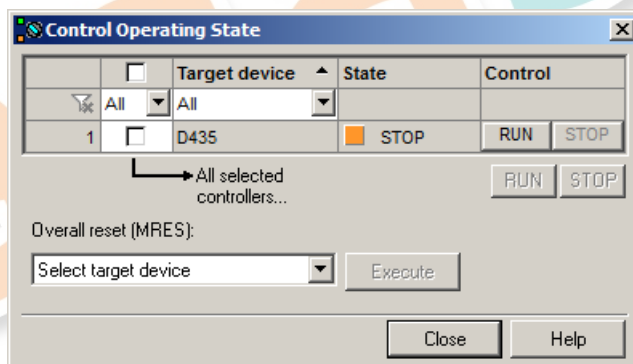 Control Operating State
Target device State Control
All All
1 D435 STOP RUN STOP
All selected
controllers...
RUN STOP
Overall reset (MRES):
Select target device Execute
Close Help